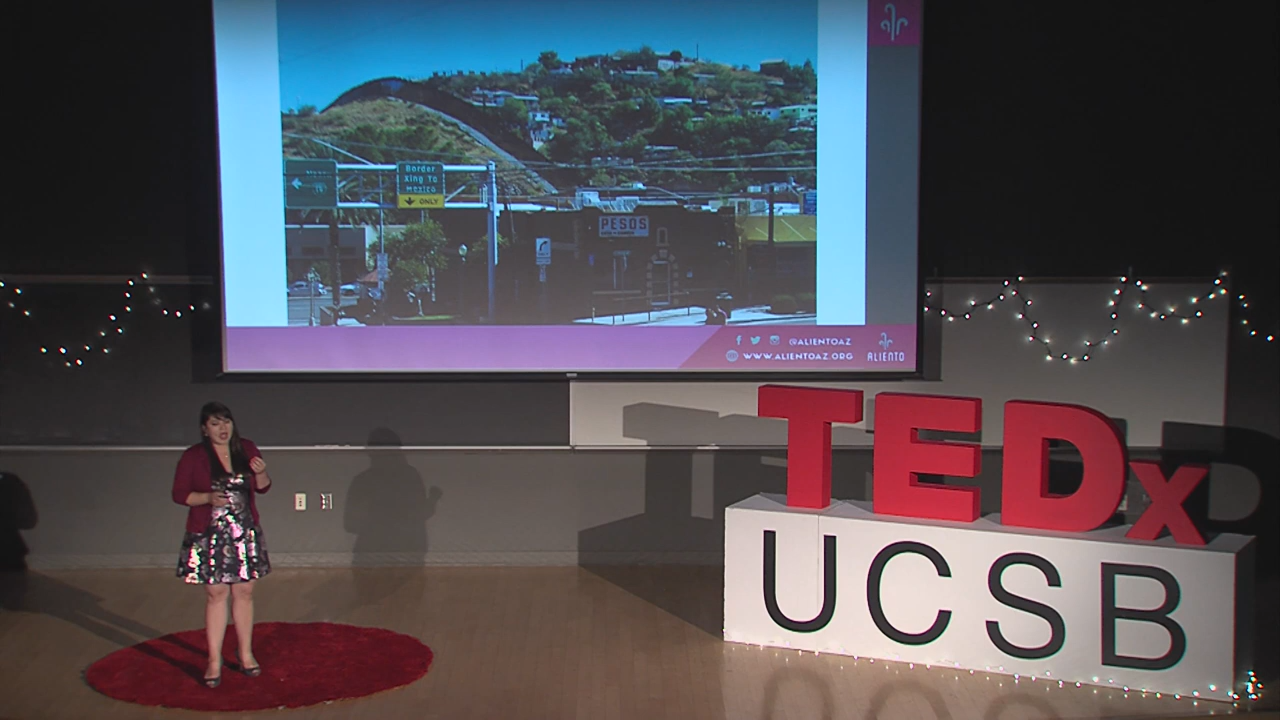 Border
Xing To
Mexico
ONLY
PESOS
@ALIENTOAZ
WWW.ALIENTOAZ.ORG
ALIENTO
TEDx
UCSB